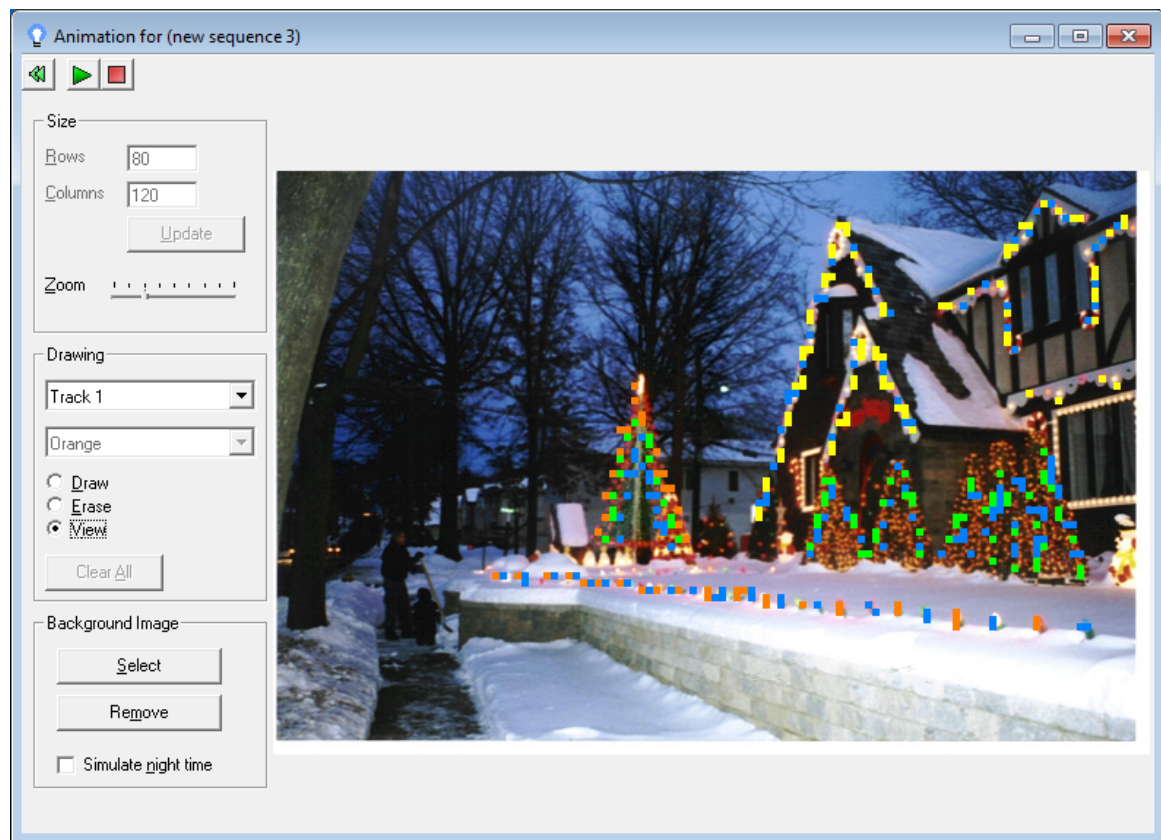 Animation for (new sequence 3)
Size
Rows 80
Columns 120
Update
Zoom
Drawing
Track 1
Orange
Draw
Erase
View
Clear All
Background Image
Select
Remove
Simulate night time